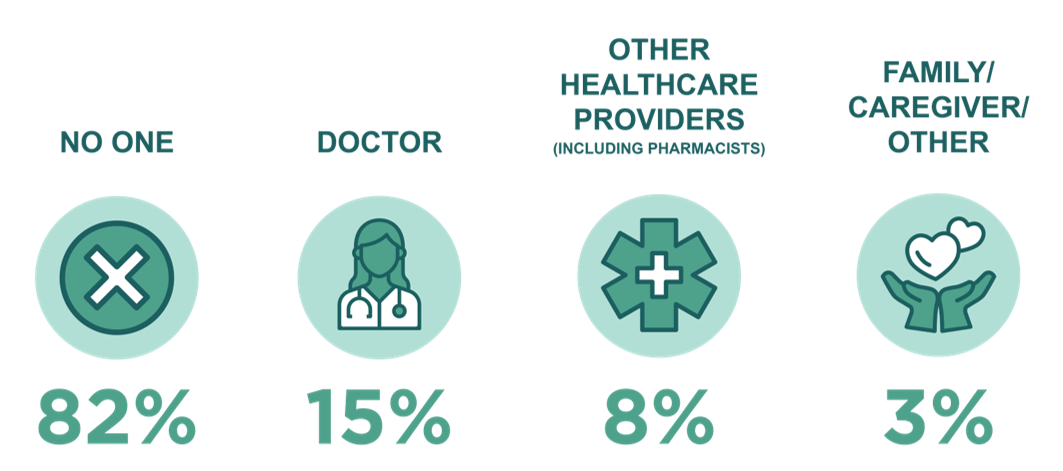 NO ONE
82%
DOCTOR
15%
OTHER
HEALTHCARE
PROVIDERS
(INCLUDING PHARMACISTS)
8%
FAMILY/
CAREGIVER/
OTHER
3%